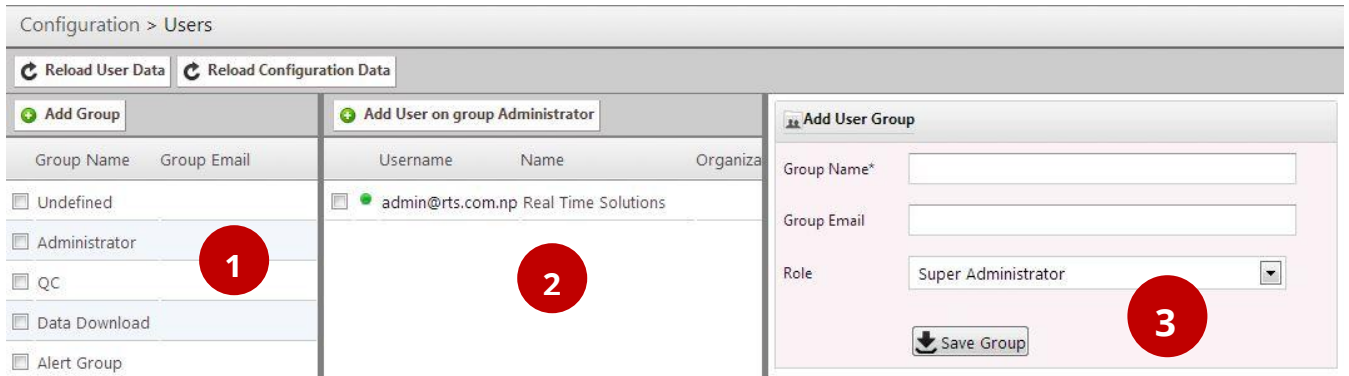 Configuration > Users
Reload User Data Reload Configuration Data
Add Group
Group Name Group Email
Undefined
Administrator
QC
Data Download
Alert Group
1
Add User on group Administrator
Username Name Organiza
admin@rts.com.np Real Time Solutions
2
Add User Group
Group Name*
Group Email
Role Super Administrator
Save Group
3